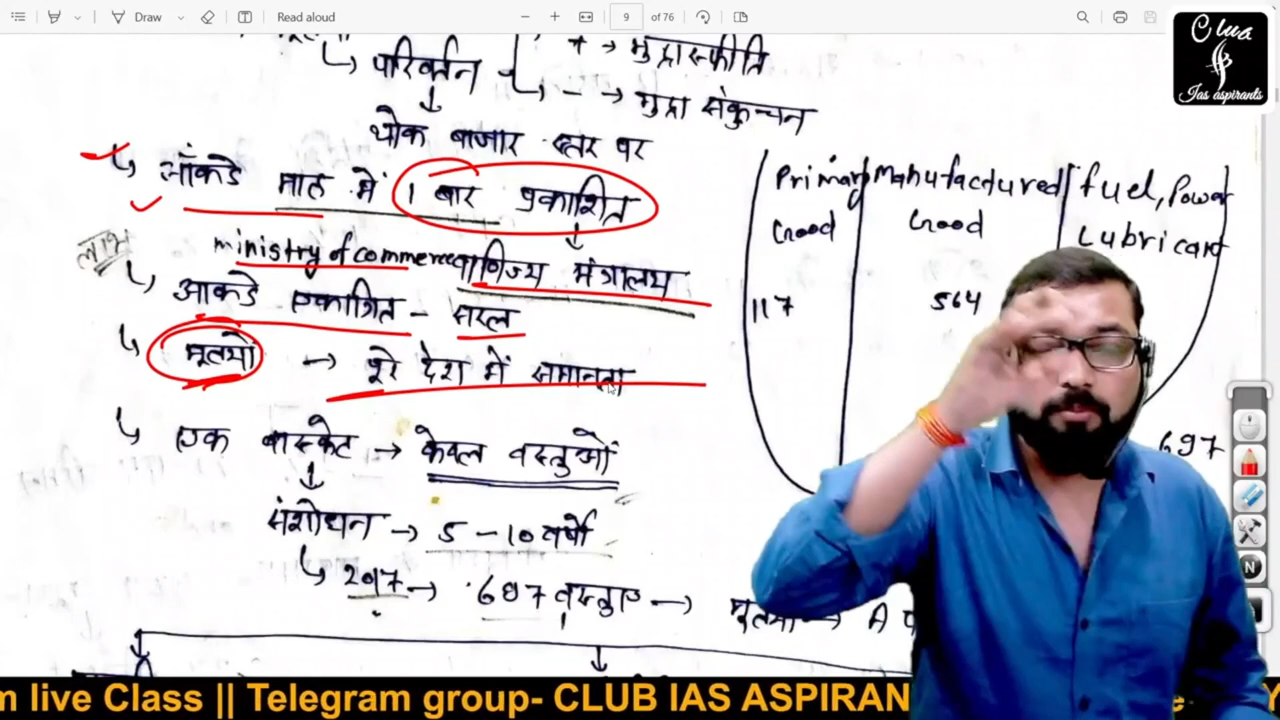 Draw
Read aloud
9 of 76
Club
Ias aspirants
↳ परिवर्तन + → मुद्रास्फीति
- → मुद्रा संकुचन
थोक बाजार स्तर पर
↳ आंकडे माह में 1 बार प्रकाशित
ministry of commerce वाणिज्य मंत्रालय
लाभ
↳ आकडे एकत्रित - सरल
↳ मूल्यों → पूरे देश में समानता
↳ एक बास्केट → केवल वस्तुओं
संशोधन → 5 - 10 वर्षों
↳ 2017 → 697 वस्तुए →
Primary Good
117
Manufactured Good
564
fuel, Power Lubricant
697
m live Class || Telegram group- CLUB IAS ASPIRAN